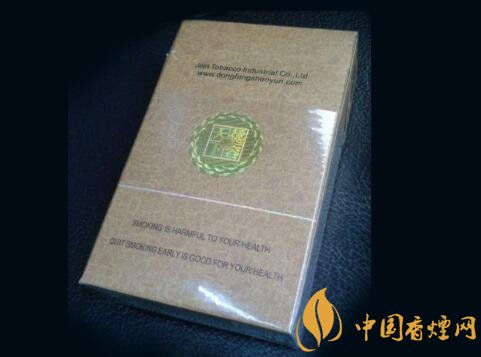 Jilin Tobacco Industrial Co., Ltd
www.dongfangshenyun.com
SMOKING IS HARMFUL TO YOUR HEALTH
QUIT SMOKING EARLY IS GOOD FOR YOUR HEALTH
中国香煙网